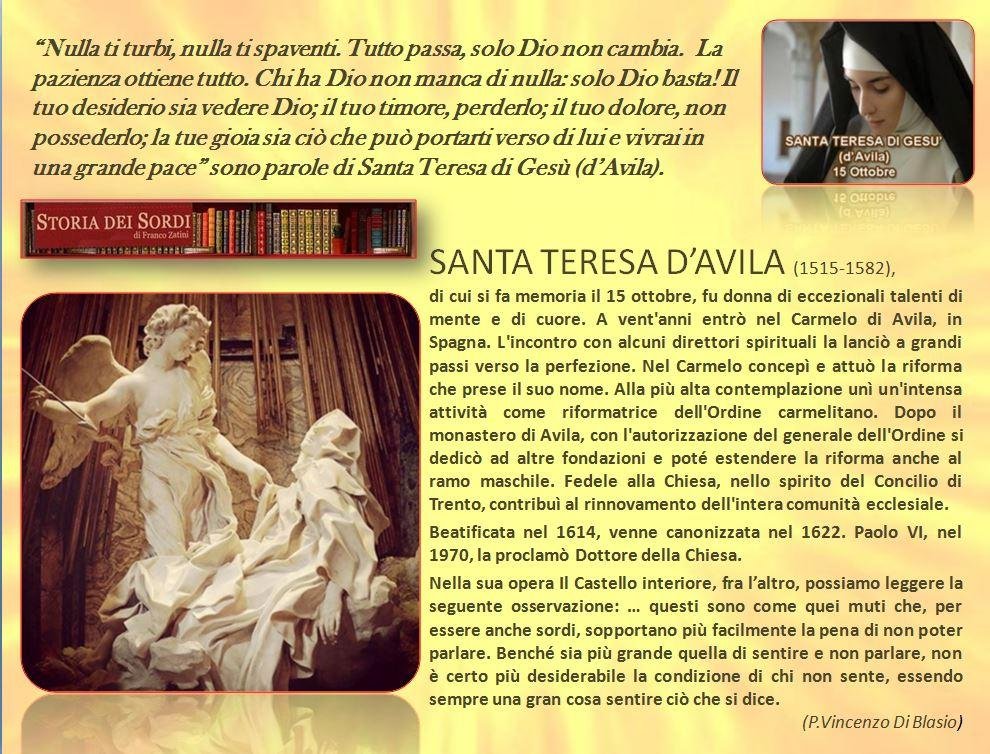 “Nulla ti turbi, nulla ti spaventi. Tutto passa, solo Dio non cambia. La
pazienza ottiene tutto. Chi ha Dio non manca di nulla: solo Dio basta! Il
tuo desiderio sia vedere Dio; il tuo timore, perderlo; il tuo dolore, non
possederlo; la tue gioia sia ciò che può portarti verso di lui e vivrai in
una grande pace” sono parole di Santa Teresa di Gesù (d’Avila).
SANTA TERESA DI GESU'
(d'Avila)
15 Ottobre
STORIA DEI SORDI
di Franco Zatini
SANTA TERESA D’AVILA (1515-1582),
di cui si fa memoria il 15 ottobre, fu donna di eccezionali talenti di
mente e di cuore. A vent'anni entrò nel Carmelo di Avila, in
Spagna. L'incontro con alcuni direttori spirituali la lanciò a grandi
passi verso la perfezione. Nel Carmelo concepì e attuò la riforma
che prese il suo nome. Alla più alta contemplazione unì un'intensa
attività come riformatrice dell'Ordine carmelitano. Dopo il
monastero di Avila, con l'autorizzazione del generale dell'Ordine si
dedicò ad altre fondazioni e poté estendere la riforma anche al
ramo maschile. Fedele alla Chiesa, nello spirito del Concilio di
Trento, contribuì al rinnovamento dell'intera comunità ecclesiale.
Beatificata nel 1614, venne canonizzata nel 1622. Paolo VI, nel
1970, la proclamò Dottore della Chiesa.
Nella sua opera Il Castello interiore, fra l’altro, possiamo leggere la
seguente osservazione: … questi sono come quei muti che, per
essere anche sordi, sopportano più facilmente la pena di non poter
parlare. Benché sia più grande quella di sentire e non parlare, non
è certo più desiderabile la condizione di chi non sente, essendo
sempre una gran cosa sentire ciò che si dice.
(P.Vincenzo Di Blasio)